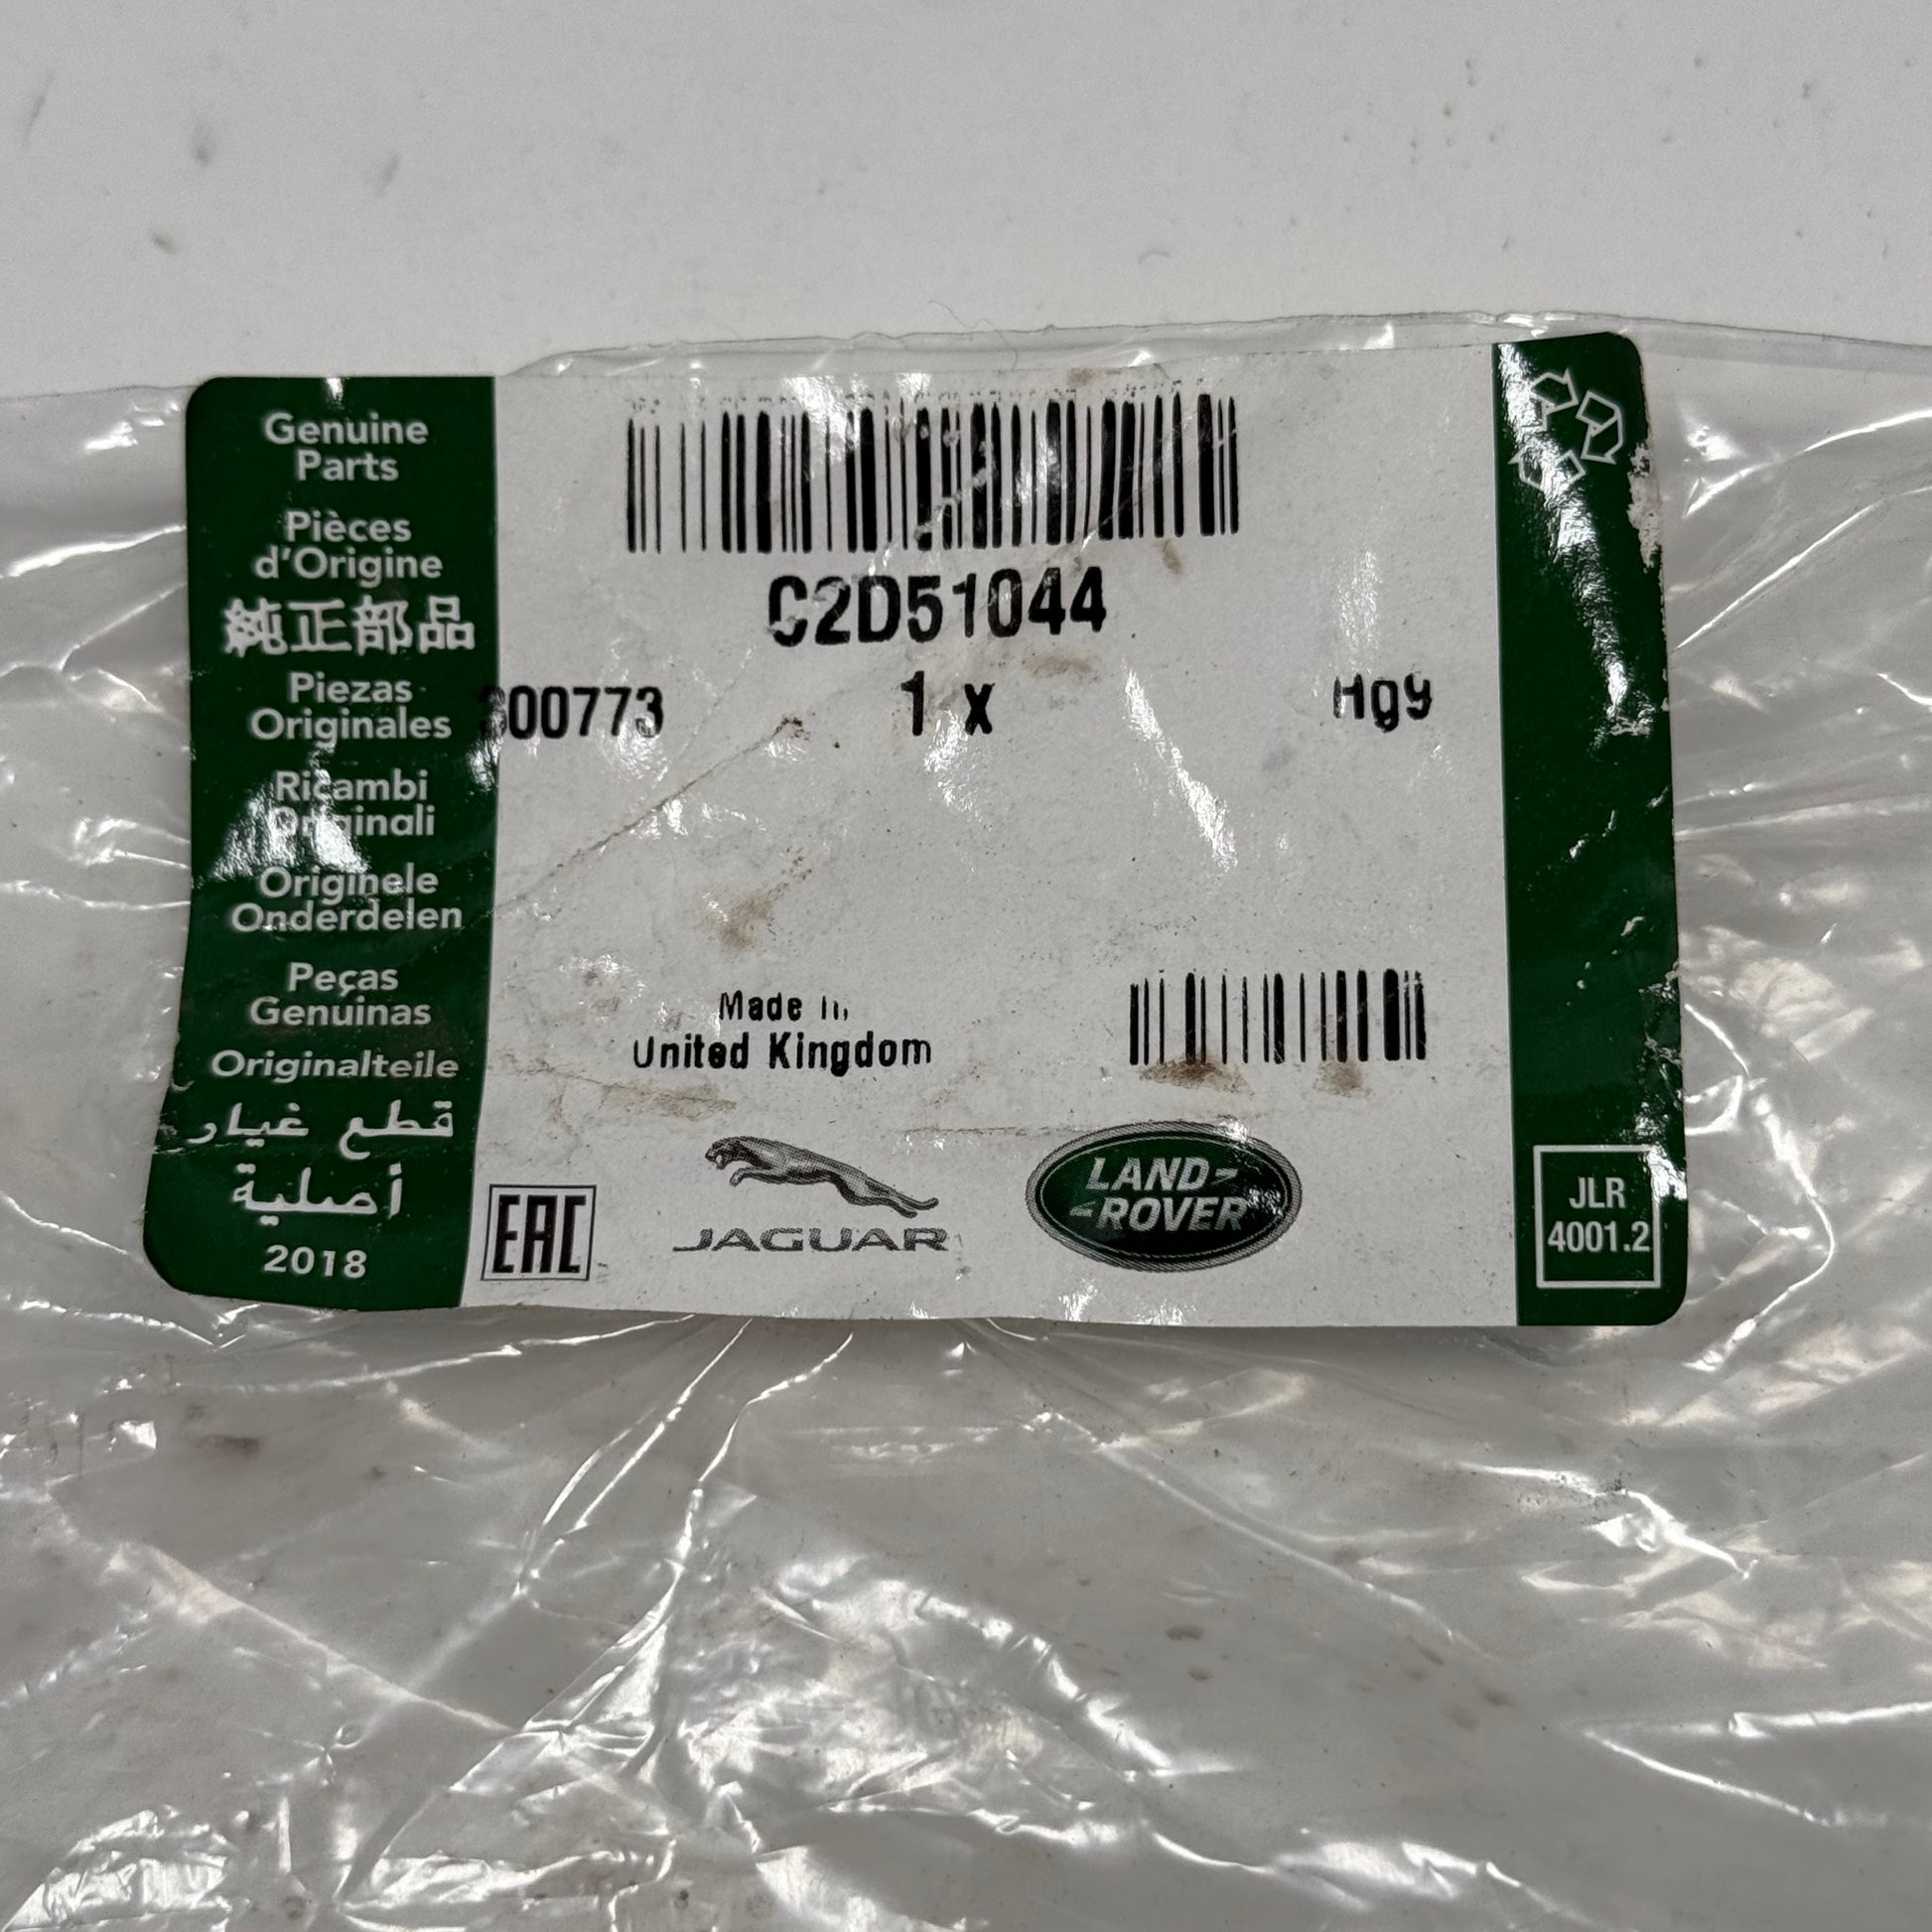 Genuine
Parts
Pièces
d'Origine
純正部品
Piezas
Originales
Ricambi
Originali
Originele
Onderdelen
Peças
Genuinas
Originalteile
قطع غيار
أصلية
2018
C2D51044
1 x
Hg9
Made in
United Kingdom
EAC
JAGUAR
LAND-
-ROVER
JLR
4001.2